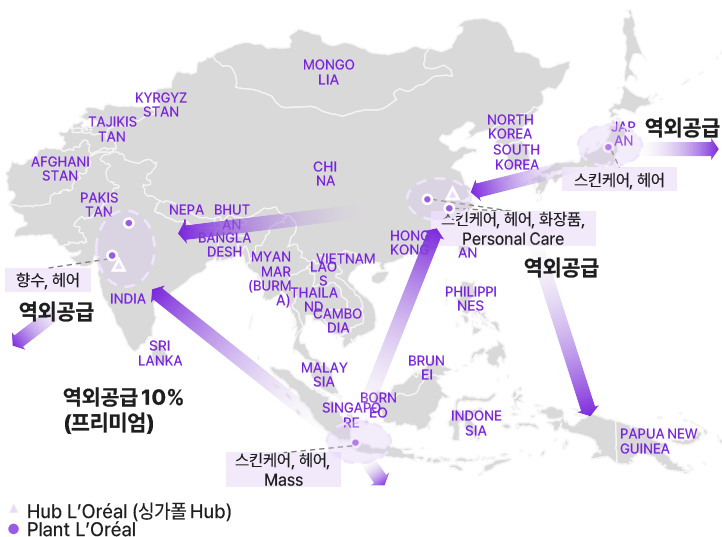 MONGO
LIA
KYRGYZ
STAN
TAJIKIS
TAN
NORTH
KOREA
JAP
AN
역외공급
SOUTH
KOREA
AFGHANI
STAN
CHI
NA
스킨케어, 헤어
PAKIS
TAN
NEPA
BHUT
AN
스킨케어, 헤어, 화장품,
Personal Care
BANGLA
DESH
HONG
KONG
AN
MYAN
MAR
(BURM
A)
VIETNAM
LAO
S
역외공급
향수, 헤어
THAILA
ND
INDIA
PHILIPPI
NES
역외공급
CAMBO
DIA
SRI
LANKA
MALAY
SIA
BRUN
EI
역외공급 10%
(프리미엄)
BORN
EO
SINGAPO
RE
INDONE
SIA
PAPUA NEW
GUINEA
스킨케어, 헤어,
Mass
Hub L’Oréal (싱가폴 Hub)
Plant L’Oréal